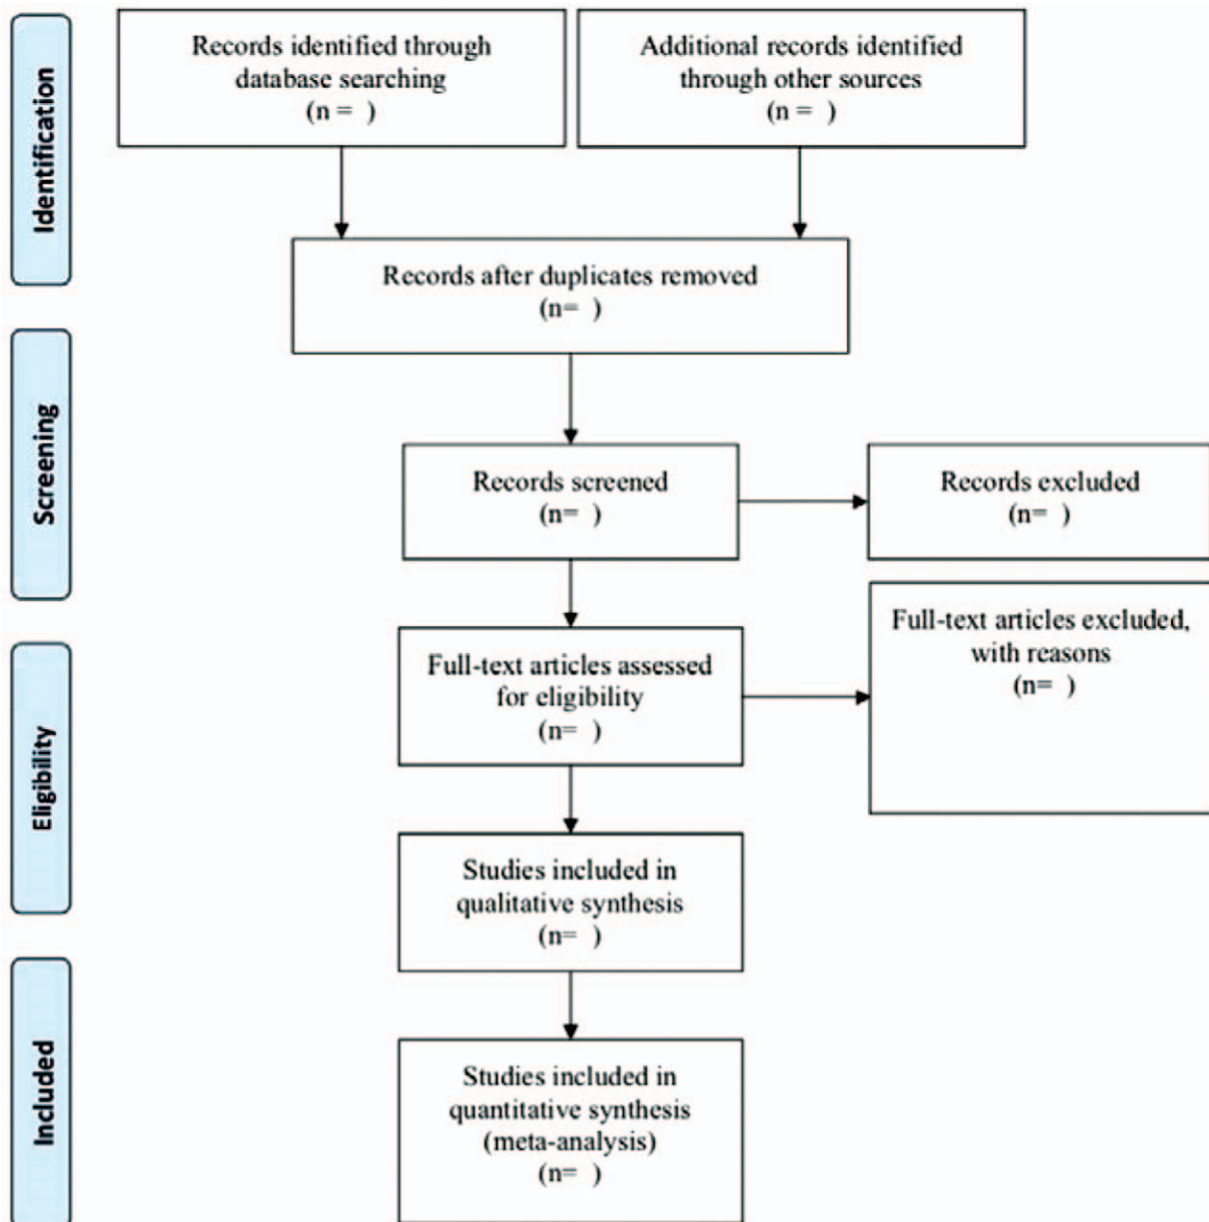 Identification
Records identified through
database searching
(n = )
Additional records identified
through other sources
(n = )
Records after duplicates removed
(n= )
Screening
Records screened
(n= )
Records excluded
(n= )
Eligibility
Full-text articles assessed
for eligibility
(n= )
Full-text articles excluded,
with reasons
(n= )
Studies included in
qualitative synthesis
(n= )
Included
Studies included in
quantitative synthesis
(meta-analysis)
(n= )